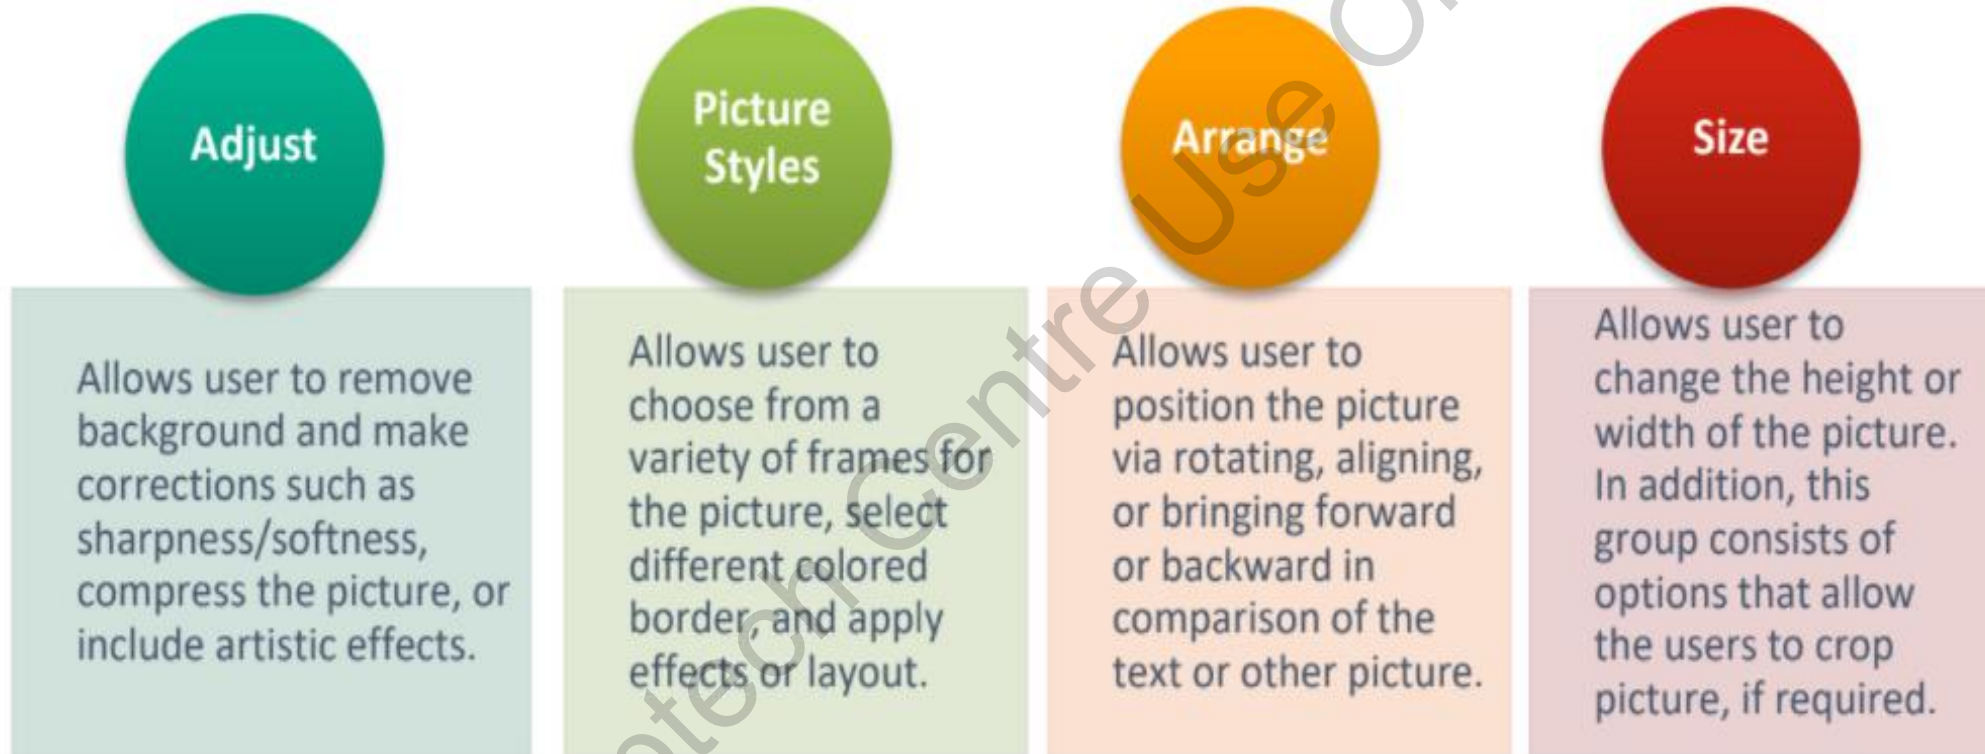 Adjust
Allows user to remove
background and make
corrections such as
sharpness/softness,
compress the picture, or
include artistic effects.
Picture
Styles
Allows user to
choose from a
variety of frames for
the picture, select
different colored
border, and apply
effects or layout.
Arrange
Allows user to
position the picture
via rotating, aligning,
or bringing forward
or backward in
comparison of the
text or other picture.
Size
Allows user to
change the height or
width of the picture.
In addition, this
group consists of
options that allow
the users to crop
picture, if required.
Centre Use